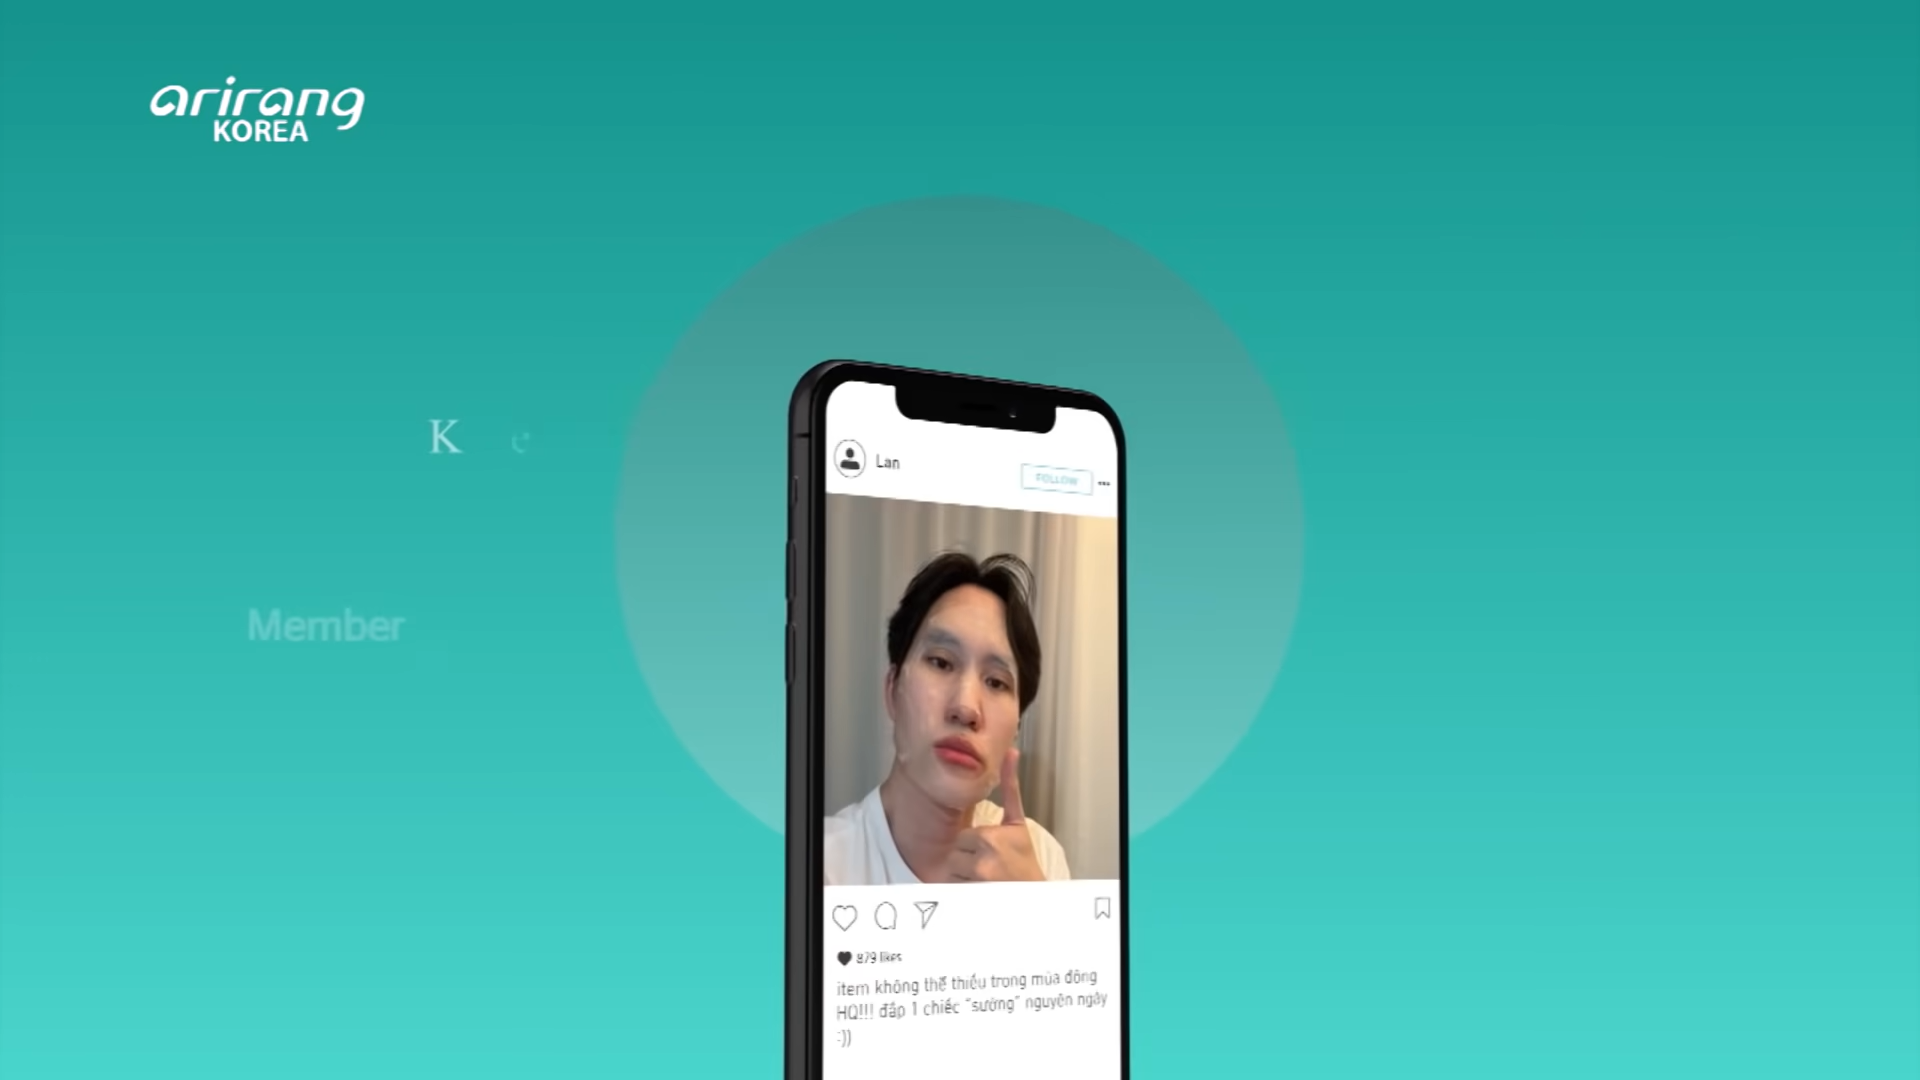 arirang
KOREA
K e
Member
Lan
FOLLOW
879 likes
item không thể thiếu trong mùa đông
HQ!!! đắp 1 chiếc “sướng” nguyên ngày
:))